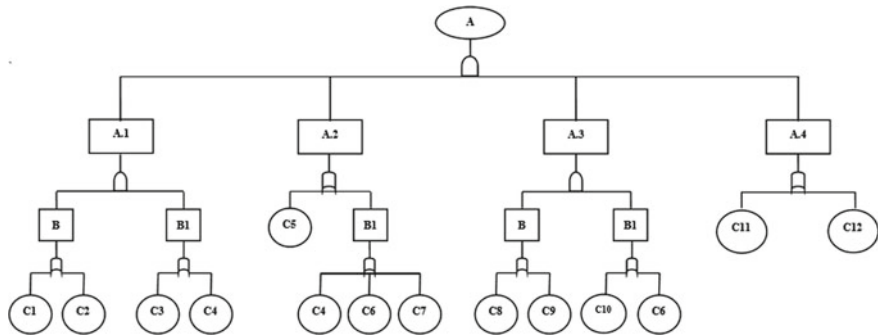 A
A.1 A.2 A.3 A.4
B B1 C5 B1 B B1 C11 C12
C1 C2 C3 C4 C4 C6 C7 C8 C9 C10 C6